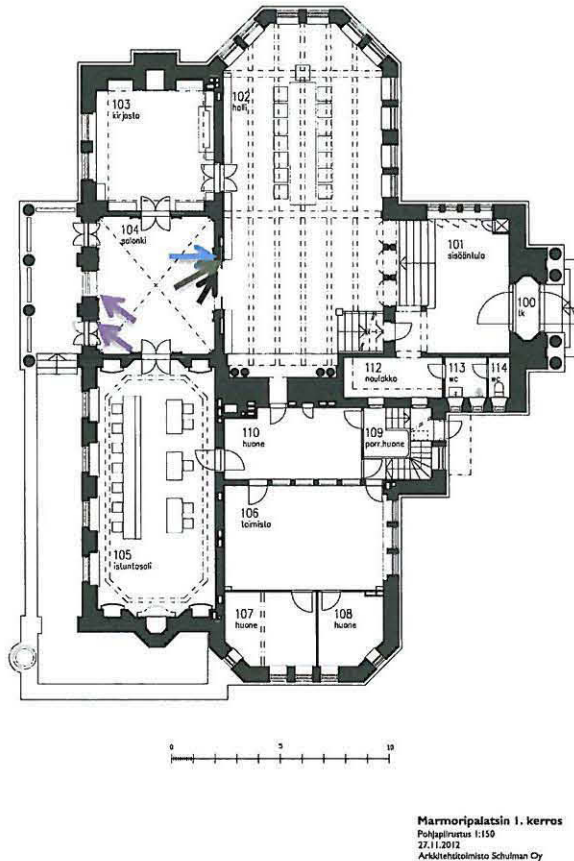 103
kirjasto
102
halli
104
salonki
101
sisääntulo
100
tk
112
naulakko
113
wc
114
wc
110
huone
109
porr.huone
106
toimisto
105
istuntosali
107
huone
108
huone
0 5 10
Marmoripalatsin 1. kerros
Pohjapiirustus 1:150
27.11.2012
Arkkitehtitoimisto Schulman Oy